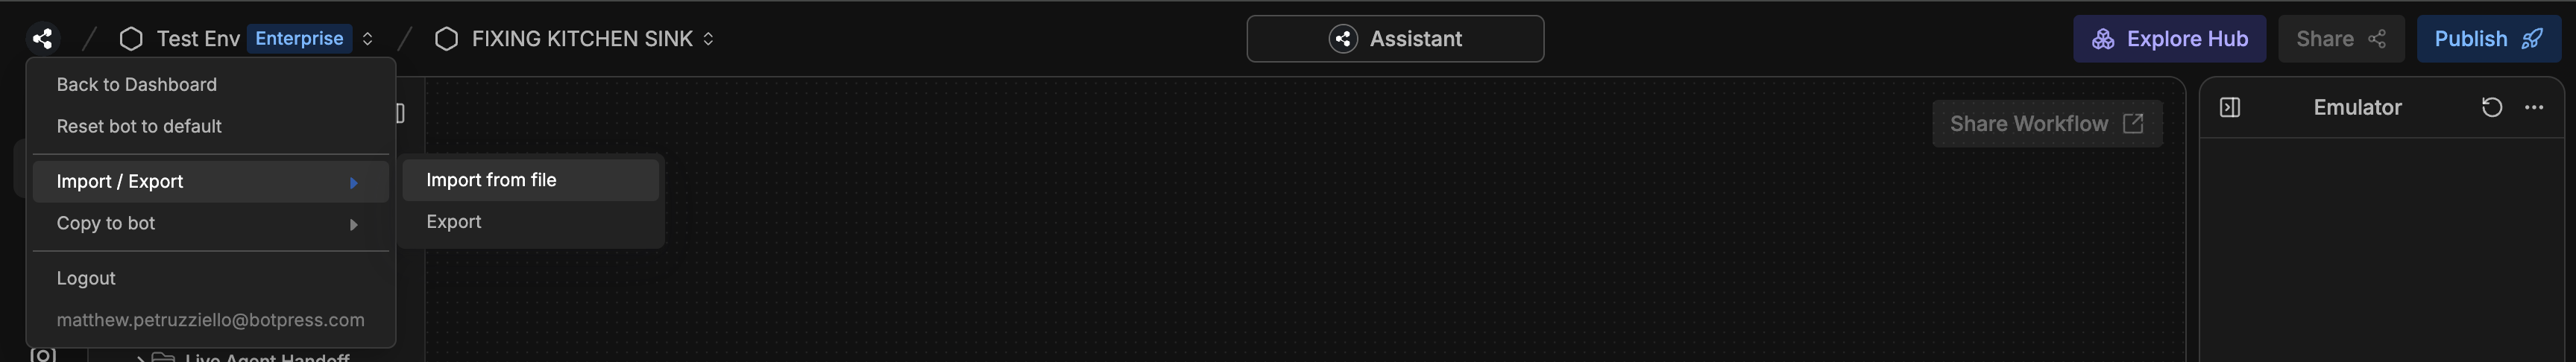 Test Env Enterprise / FIXING KITCHEN SINK
Assistant
Explore Hub
Share
Publish
Back to Dashboard
Reset bot to default
Import / Export
Copy to bot
Import from file
Export
Logout
matthew.petruzziello@botpress.com
Live Agent Handoff
Share Workflow
Emulator